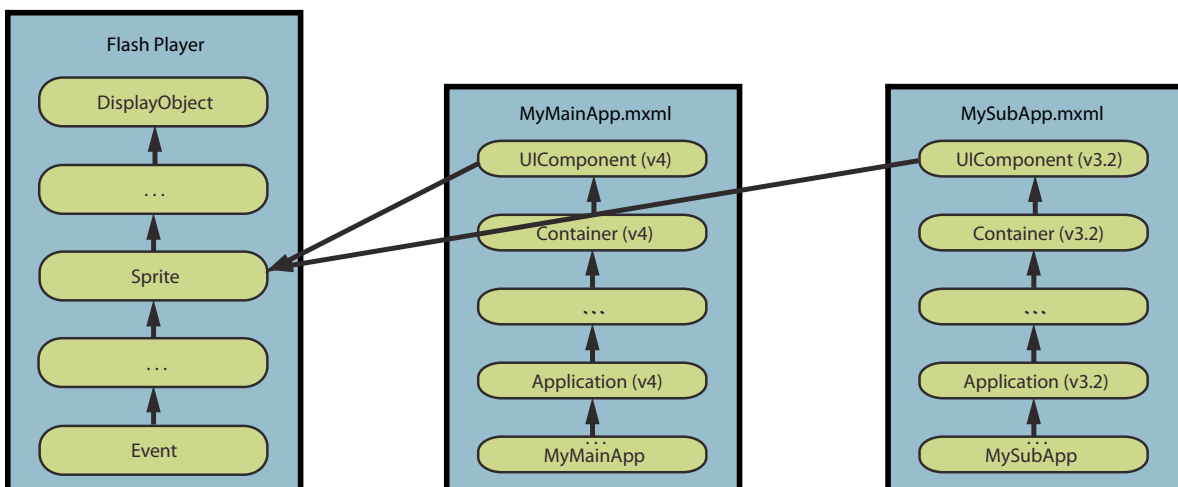 Flash Player
DisplayObject
...
Sprite
...
Event
MyMainApp.mxml
UIComponent (v4)
Container (v4)
...
Application (v4)
...
MyMainApp
MySubApp.mxml
UIComponent (v3.2)
Container (v3.2)
...
Application (v3.2)
...
MySubApp